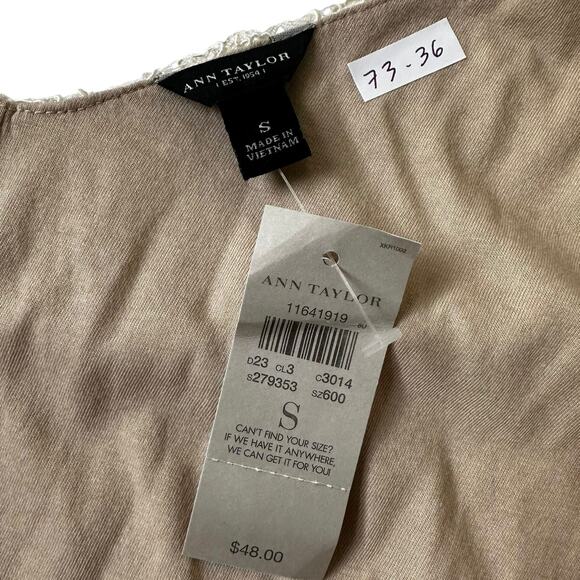 ANN TAYLOR
| EST. 1954 |
S
MADE IN
VIETNAM
73-36
ANN TAYLOR
11641919
D23 CL3 C3014
S279353 SZ600
S
CAN'T FIND YOUR SIZE?
IF WE HAVE IT ANYWHERE,
WE CAN GET IT FOR YOU!
$48.00